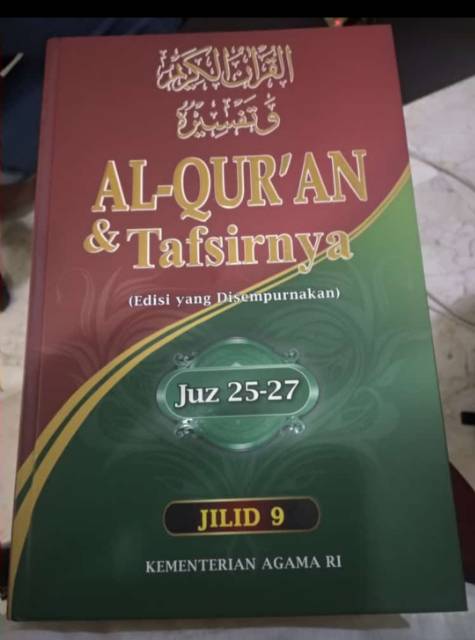 القرآن الكريم
وتفسيره
AL-QUR'AN
& Tafsirnya
(Edisi yang Disempurnakan)
Juz 25-27
JILID 9
KEMENTERIAN AGAMA RI